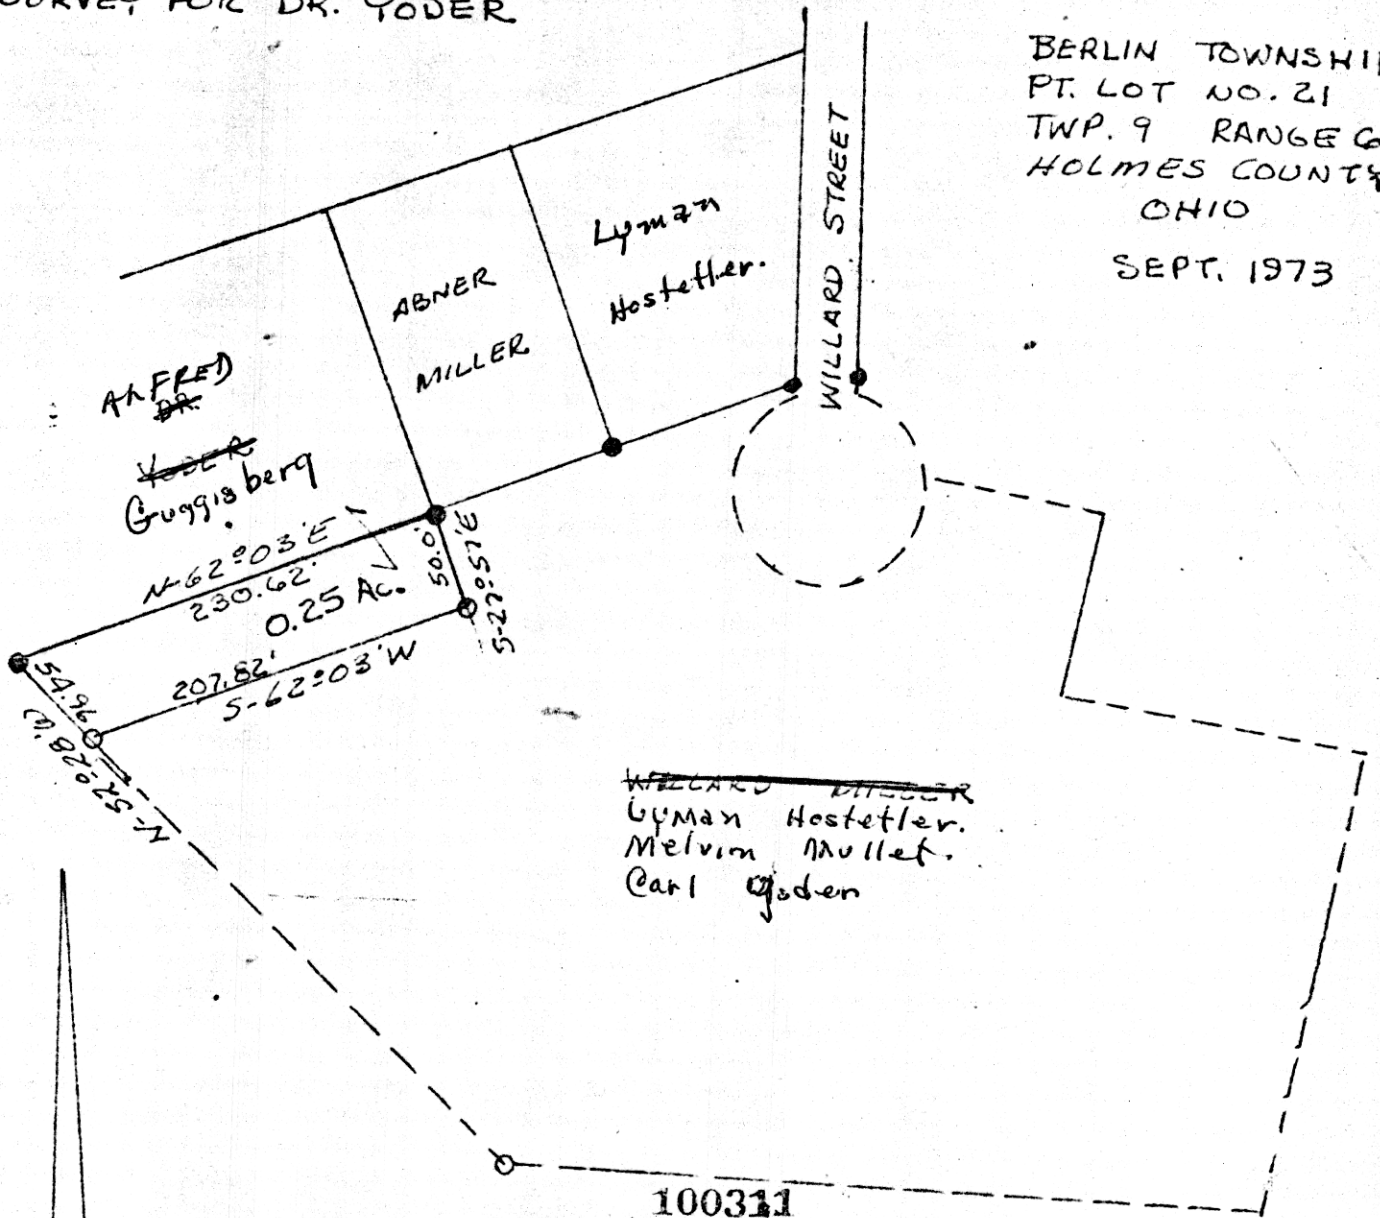 SURVEY FOR DR. YODER
BERLIN TOWNSHIP
PT. LOT NO. 21
TWP. 9 RANGE 6
HOLMES COUNTY
OHIO
SEPT. 1973
WILLARD STREET
Lyman
Hostetler.
ABNER
MILLER
ALFRED
DR.
YODER
Guggisberg
N-62°03'E
230.62'
0.25 Ac.
50.0'
S-27°57'E
207.82'
S-62°03'W
54.96
N-52°28'W
WILLARD MILLER
Lyman Hostetler.
Melvin Mullet.
Carl
100311